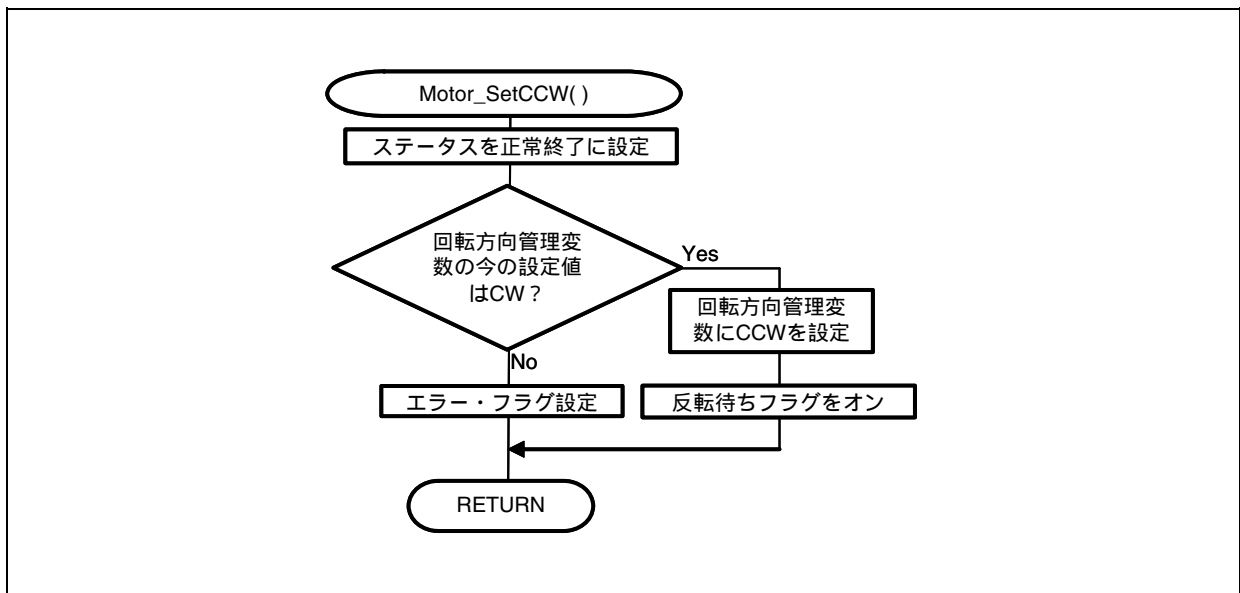 Motor_SetCCW( )
ステータスを正常終了に設定
回転方向管理変
数の今の設定値
はCW？
Yes
回転方向管理変
数にCCWを設定
No
エラー・フラグ設定
反転待ちフラグをオン
RETURN